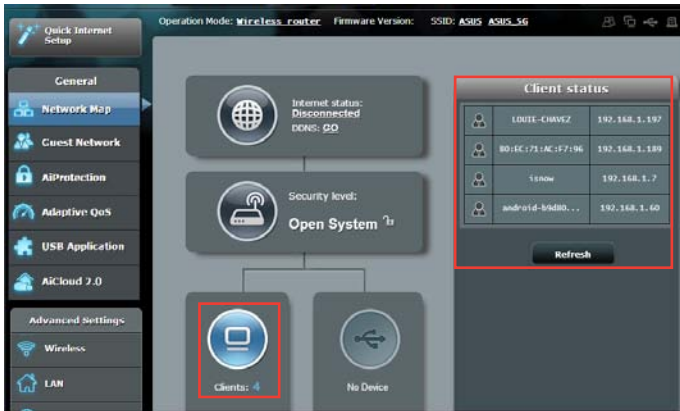 Operation Mode: Wireless router Firmware Version: SSID: ASUS ASUS_5G
Quick Internet
Setup
General
Network Map
Guest Network
AiProtection
Adaptive QoS
USB Application
AiCloud 2.0
Advanced Settings
Wireless
LAN
Internet status:
Disconnected
DDNS: GO
Security level:
Open System
Clients: 4
No Device
Client status
LOUIE-CHAVEZ 192.168.1.197
80:EC:71:AC:F7:96 192.168.1.189
isnow 192.168.1.7
android-b9d80... 192.168.1.60
Refresh